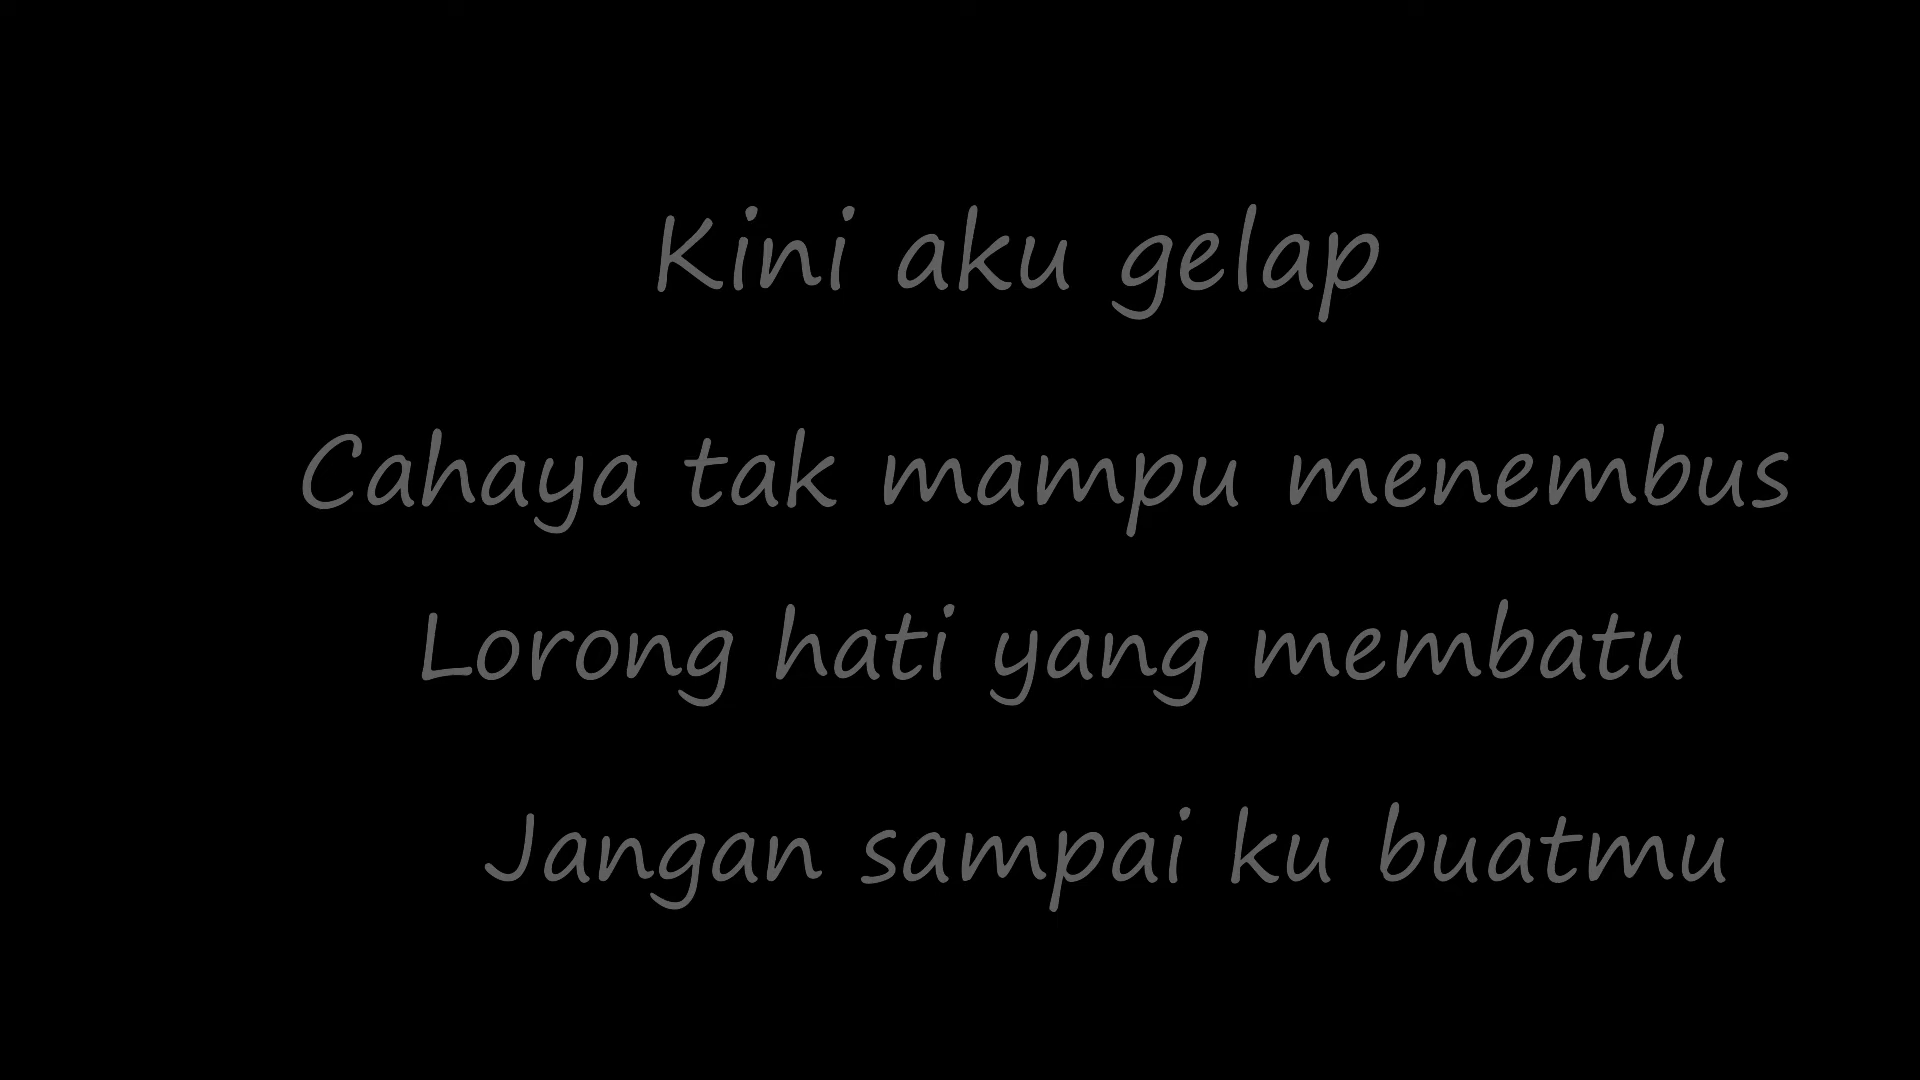 Kini aku gelap
Cahaya tak mampu menembus
Lorong hati yang membatu
Jangan sampai ku buatmu